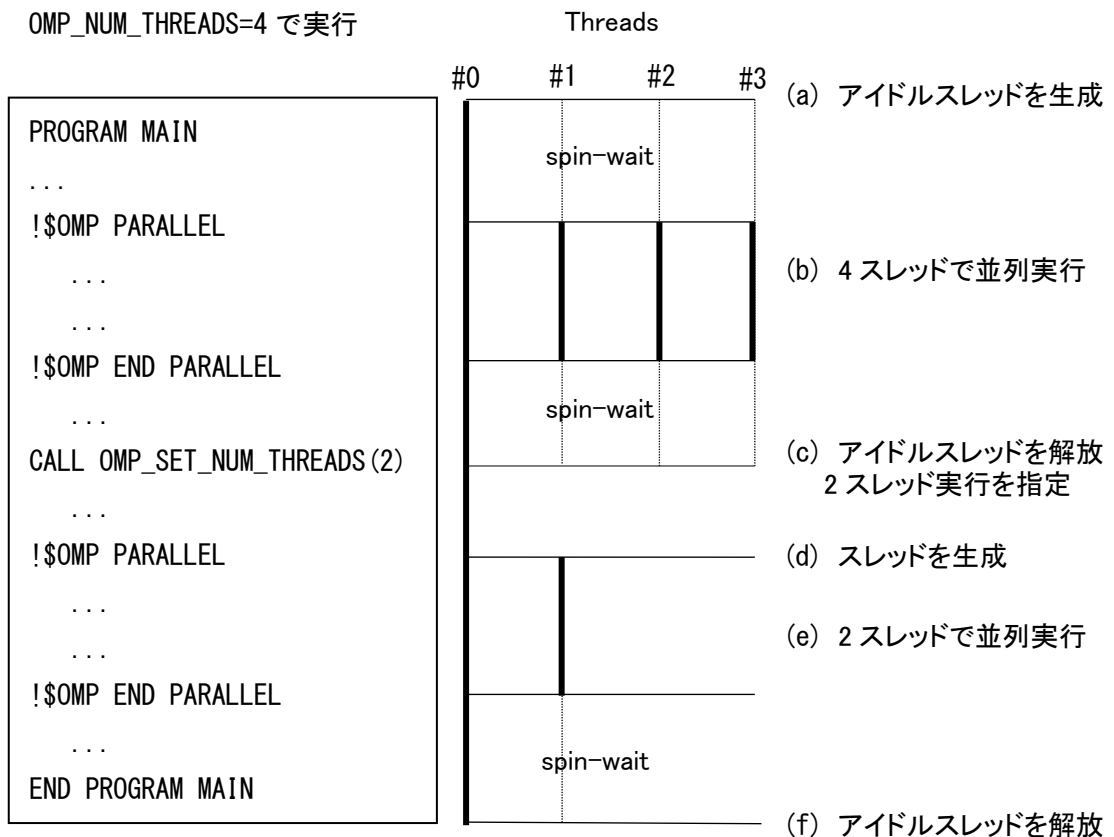 OMP_NUM_THREADS=4 で実行
Threads
#0 #1 #2 #3
(a) アイドルスレッドを生成
PROGRAM MAIN
spin-wait
...
!$OMP PARALLEL
...
(b) 4 スレッドで並列実行
...
!$OMP END PARALLEL
...
spin-wait
CALL OMP_SET_NUM_THREADS(2)
(c) アイドルスレッドを解放
2 スレッド実行を指定
...
!$OMP PARALLEL
(d) スレッドを生成
...
(e) 2 スレッドで並列実行
...
!$OMP END PARALLEL
...
spin-wait
END PROGRAM MAIN
(f) アイドルスレッドを解放